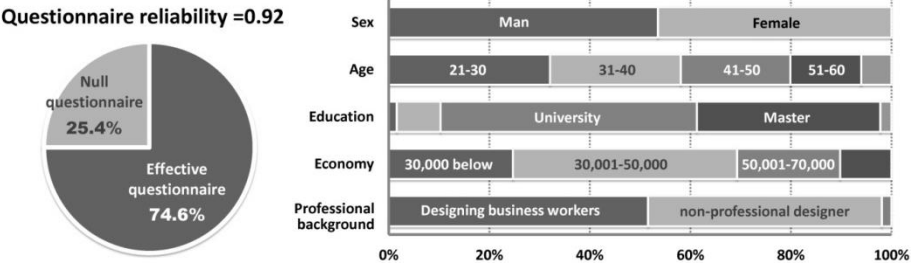 Questionnaire reliability =0.92
Null
questionnaire
25.4%
Effective
questionnaire
74.6%
Sex
Man
Female
Age
21-30
31-40
41-50
51-60
Education
University
Master
Economy
30,000 below
30,001-50,000
50,001-70,000
Professional
background
Designing business workers
non-professional designer
0%
20%
40%
60%
80%
100%